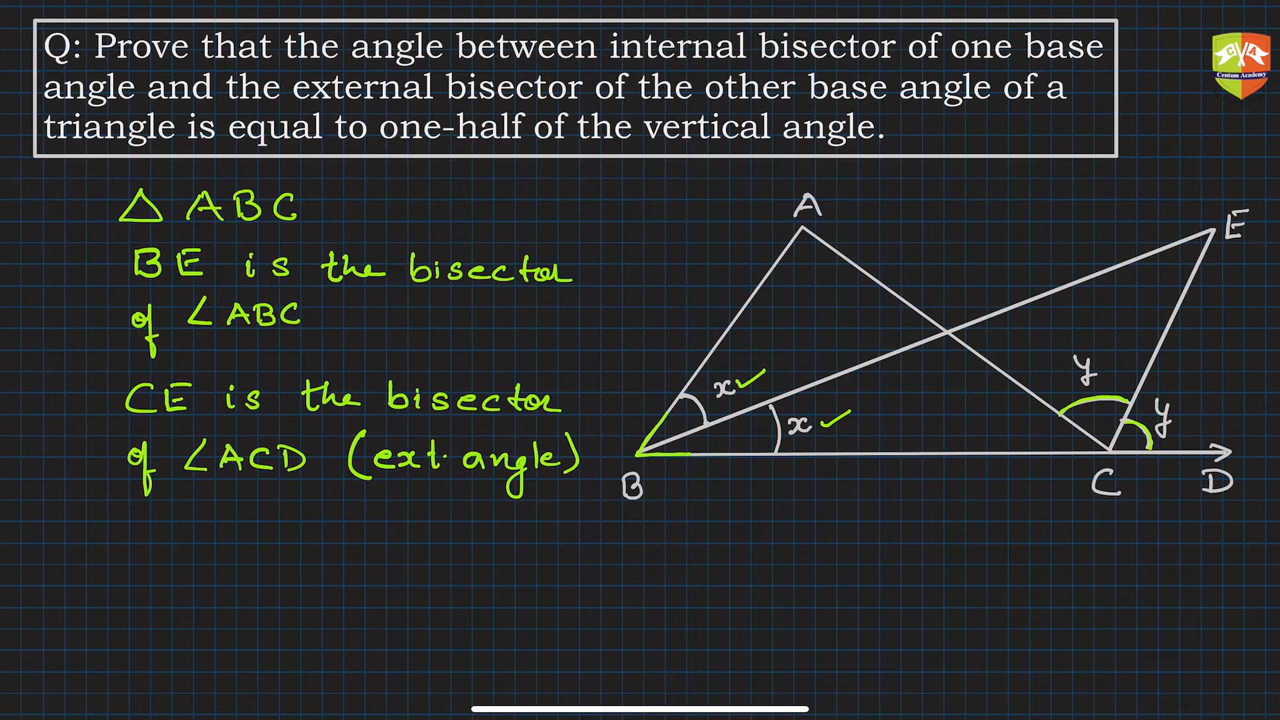 Q: Prove that the angle between internal bisector of one base
angle and the external bisector of the other base angle of a
triangle is equal to one-half of the vertical angle.
C A
Centum Academy
△ ABC
BE is the bisector
of ∠ABC
CE is the bisector
of ∠ACD (ext. angle)
A
E
x
y
x
y
B
C
D